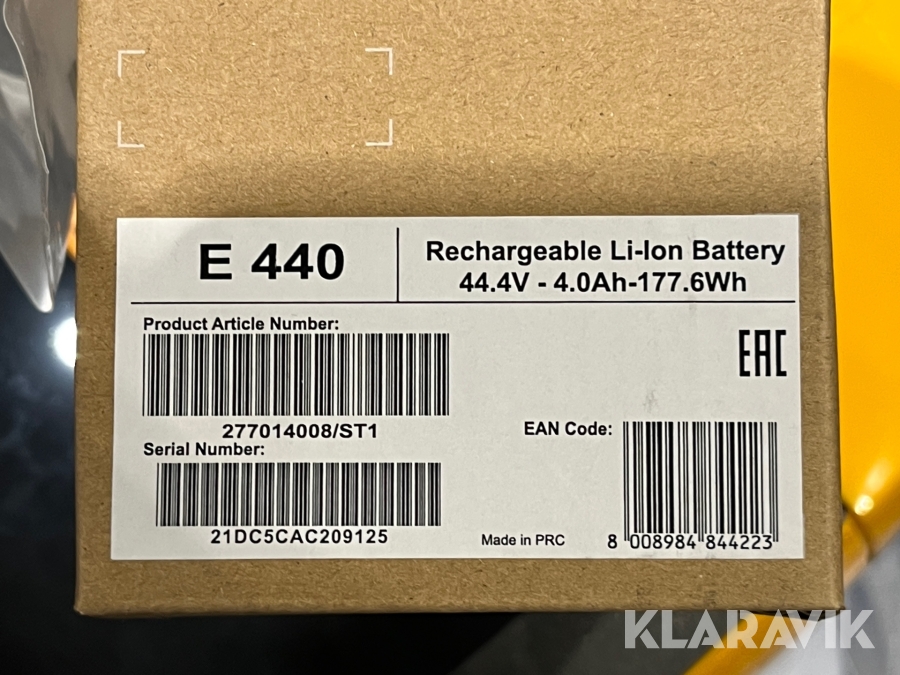 E 440
Rechargeable Li-Ion Battery
44.4V - 4.0Ah-177.6Wh
Product Article Number:
277014008/ST1
Serial Number:
21DC5CAC209125
EAC
EAN Code:
8 008984 844223
Made in PRC
KLARAVIK